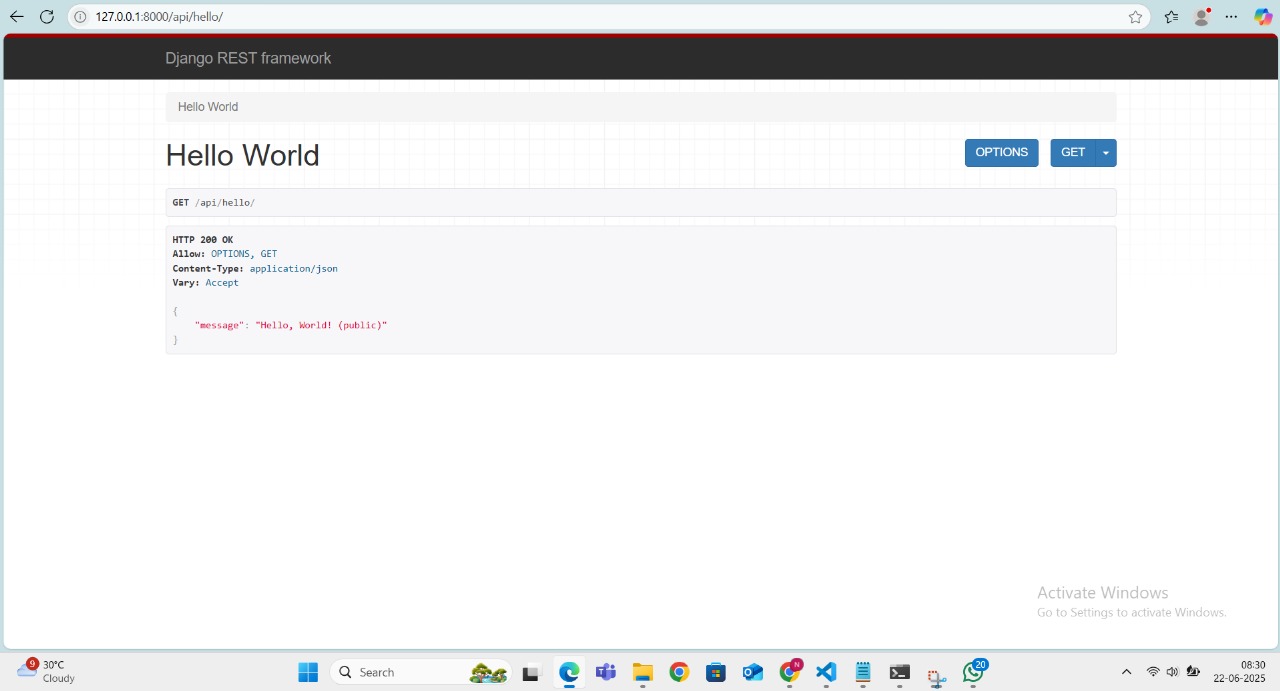 127.0.0.1:8000/api/hello/
Django REST framework
Hello World
Hello World
OPTIONS
GET
GET /api/hello/
HTTP 200 OK
Allow: OPTIONS, GET
Content-Type: application/json
Vary: Accept
{
"message": "Hello, World! (public)"
}
Activate Windows
Go to Settings to activate Windows.
9
30°C
Cloudy
Search
N
20
08:30
22-06-2025